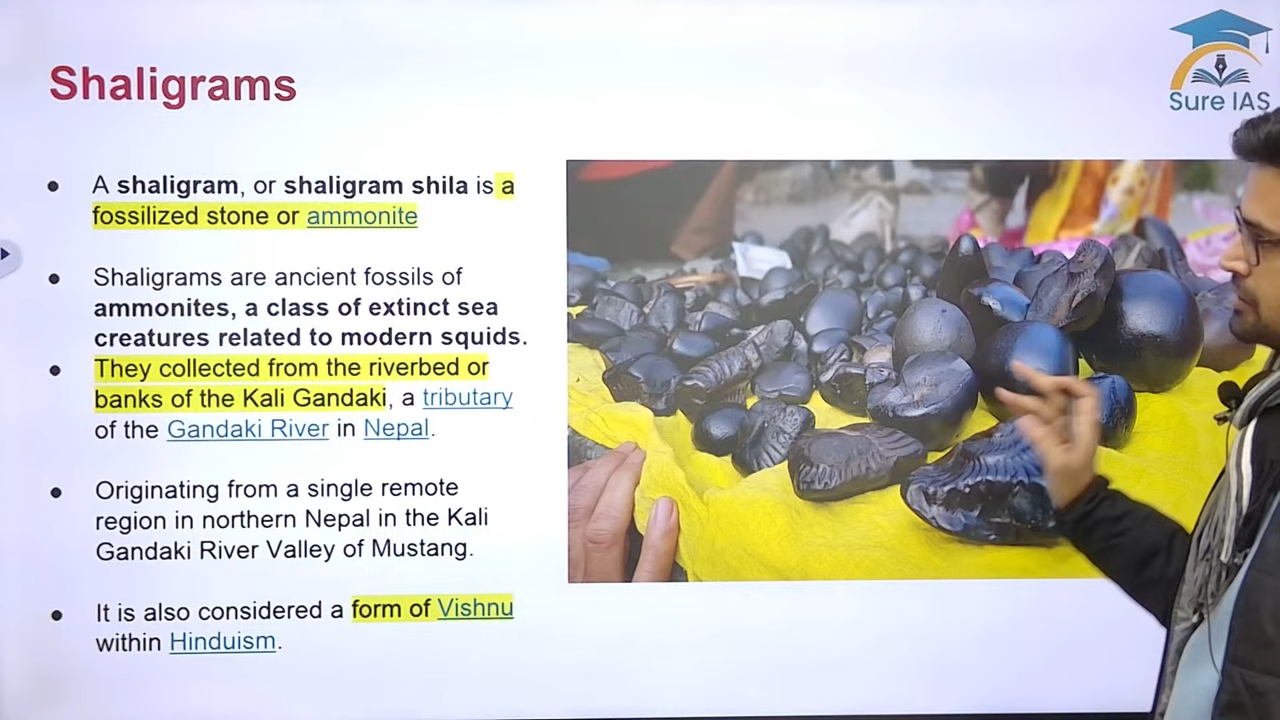 Sure IAS
Shaligrams
A shaligram, or shaligram shila is a
fossilized stone or ammonite
Shaligrams are ancient fossils of
ammonites, a class of extinct sea
creatures related to modern squids.
They collected from the riverbed or
banks of the Kali Gandaki, a tributary
of the Gandaki River in Nepal.
Originating from a single remote
region in northern Nepal in the Kali
Gandaki River Valley of Mustang.
It is also considered a form of Vishnu
within Hinduism.